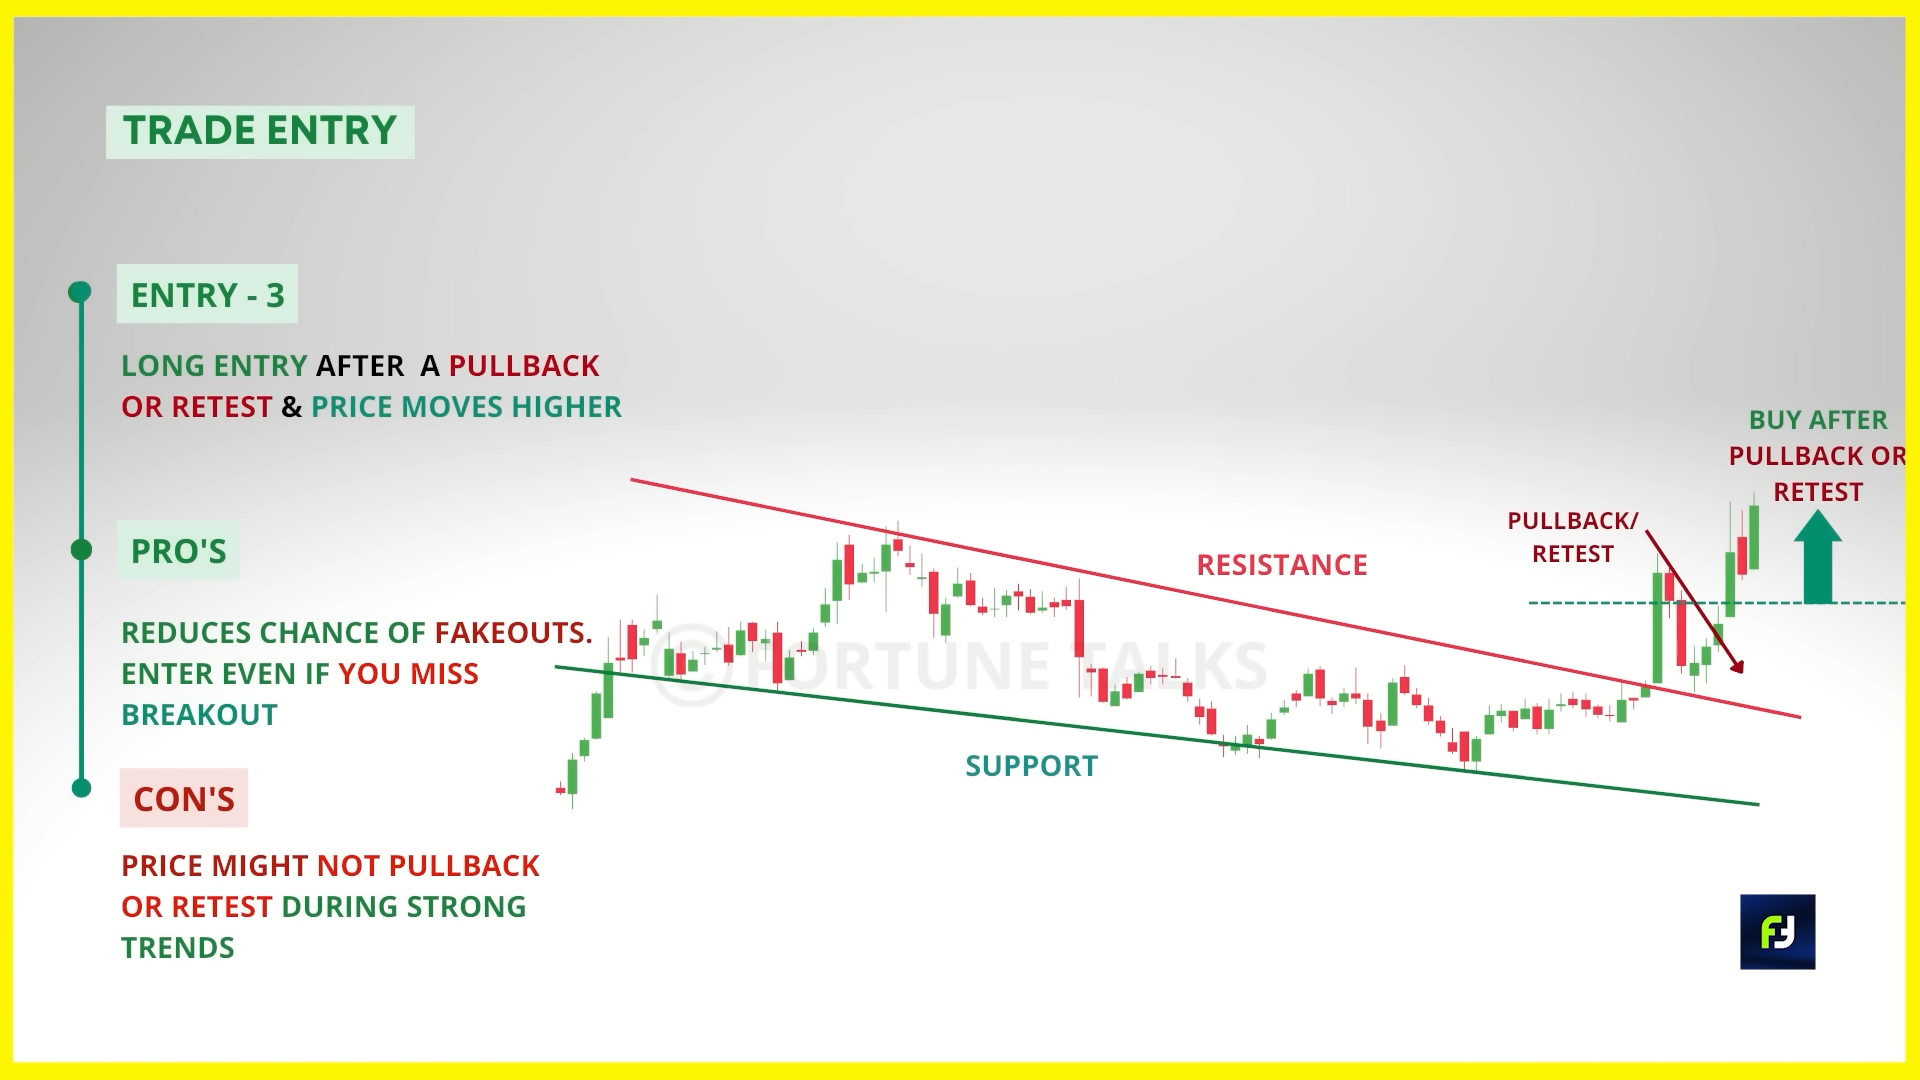 TRADE ENTRY
ENTRY - 3
LONG ENTRY AFTER A PULLBACK
OR RETEST & PRICE MOVES HIGHER
PRO'S
REDUCES CHANCE OF FAKEOUTS.
ENTER EVEN IF YOU MISS
BREAKOUT
CON'S
PRICE MIGHT NOT PULLBACK
OR RETEST DURING STRONG
TRENDS
BUY AFTER
PULLBACK OR
RETEST
PULLBACK/
RETEST
RESISTANCE
© FORTUNE TALKS
SUPPORT